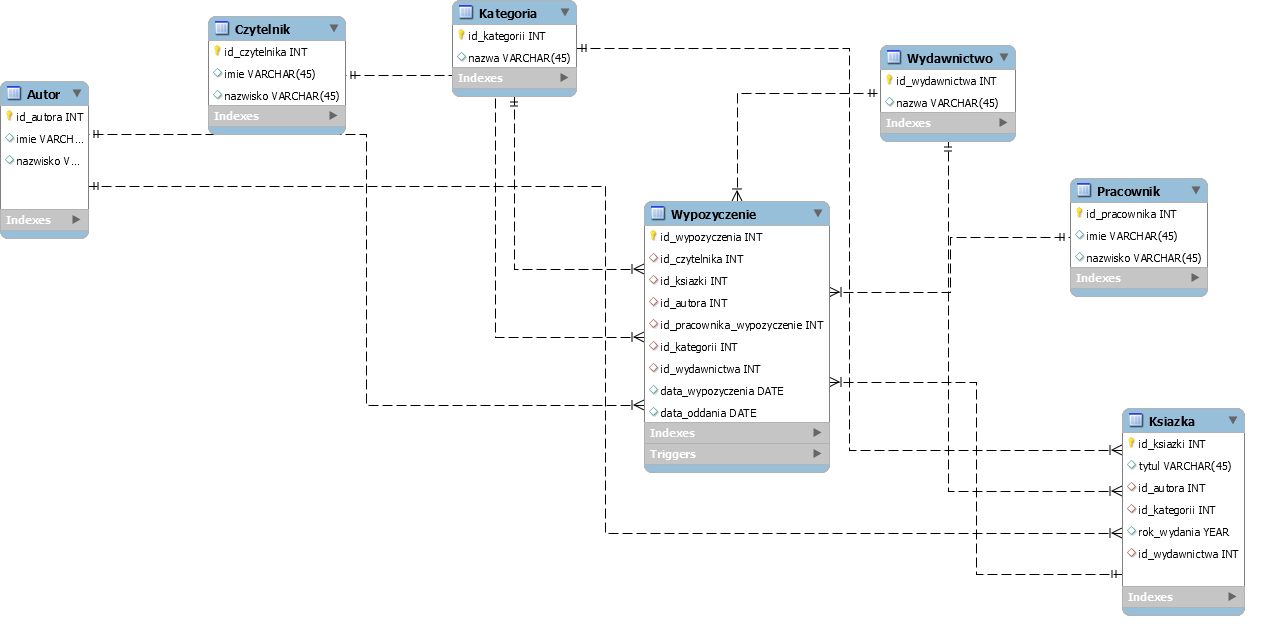 Autor
id_autora INT
imie VARCH...
nazwisko V...
Indexes
Czytelnik
id_czytelnika INT
imie VARCHAR(45)
nazwisko VARCHAR(45)
Indexes
Kategoria
id_kategorii INT
nazwa VARCHAR(45)
Indexes
Wydawnictwo
id_wydawnictwa INT
nazwa VARCHAR(45)
Indexes
Pracownik
id_pracownika INT
imie VARCHAR(45)
nazwisko VARCHAR(45)
Indexes
Wypozyczenie
id_wypozyczenia INT
id_czytelnika INT
id_ksiazki INT
id_autora INT
id_pracownika_wypozyczenie INT
id_kategorii INT
id_wydawnictwa INT
data_wypozyczenia DATE
data_oddania DATE
Indexes
Triggers
Ksiazka
id_ksiazki INT
tytul VARCHAR(45)
id_autora INT
id_kategorii INT
rok_wydania YEAR
id_wydawnictwa INT
Indexes